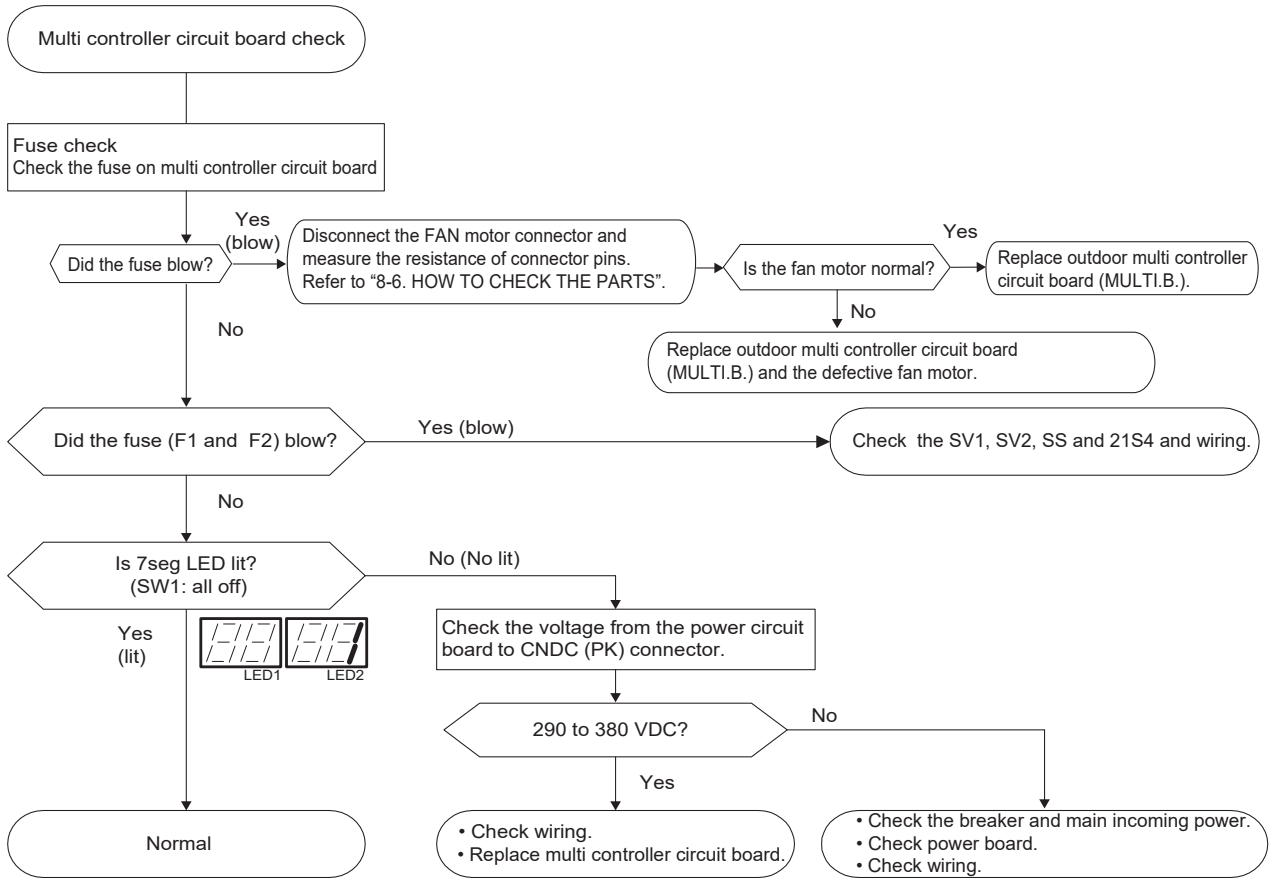 Multi controller circuit board check
Fuse check
Check the fuse on multi controller circuit board
Did the fuse blow?
Yes
(blow)
Disconnect the FAN motor connector and
measure the resistance of connector pins.
Refer to “8-6. HOW TO CHECK THE PARTS”.
Is the fan motor normal?
Yes
Replace outdoor multi controller
circuit board (MULTI.B.).
No
Replace outdoor multi controller circuit board
(MULTI.B.) and the defective fan motor.
No
Did the fuse (F1 and F2) blow?
Yes (blow)
Check the SV1, SV2, SS and 21S4 and wiring.
No
Is 7seg LED lit?
(SW1: all off)
No (No lit)
Yes
(lit)
LED1
LED2
Check the voltage from the power circuit
board to CNDC (PK) connector.
290 to 380 VDC?
No
Yes
Normal
• Check wiring.
• Replace multi controller circuit board.
• Check the breaker and main incoming power.
• Check power board.
• Check wiring.